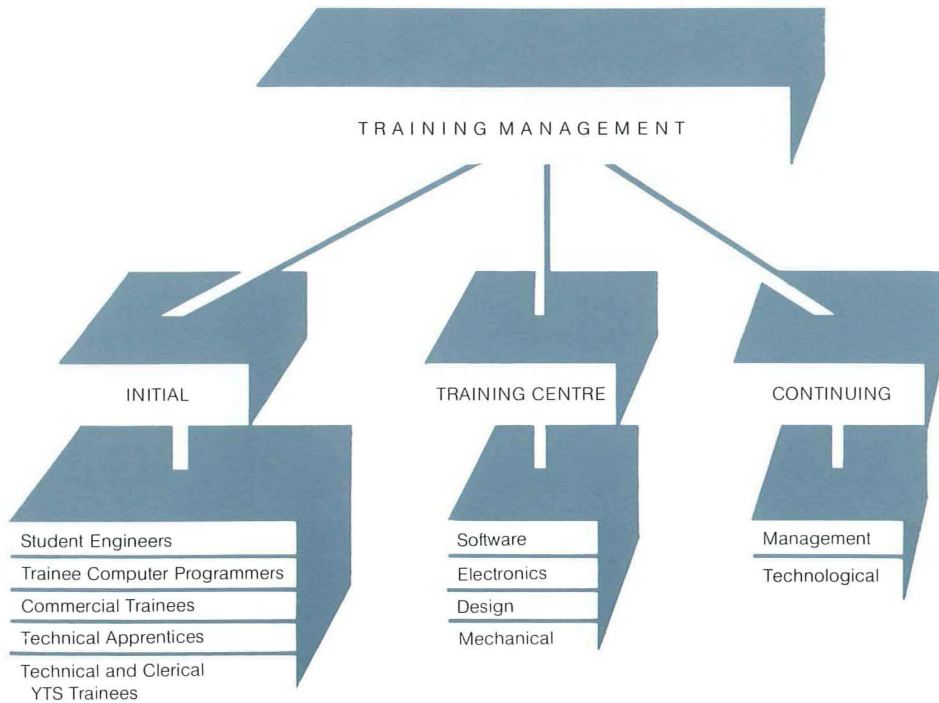 TRAINING MANAGEMENT
INITIAL
TRAINING CENTRE
CONTINUING
Student Engineers
Trainee Computer Programmers
Commercial Trainees
Technical Apprentices
Technical and Clerical
YTS Trainees
Software
Electronics
Design
Mechanical
Management
Technological